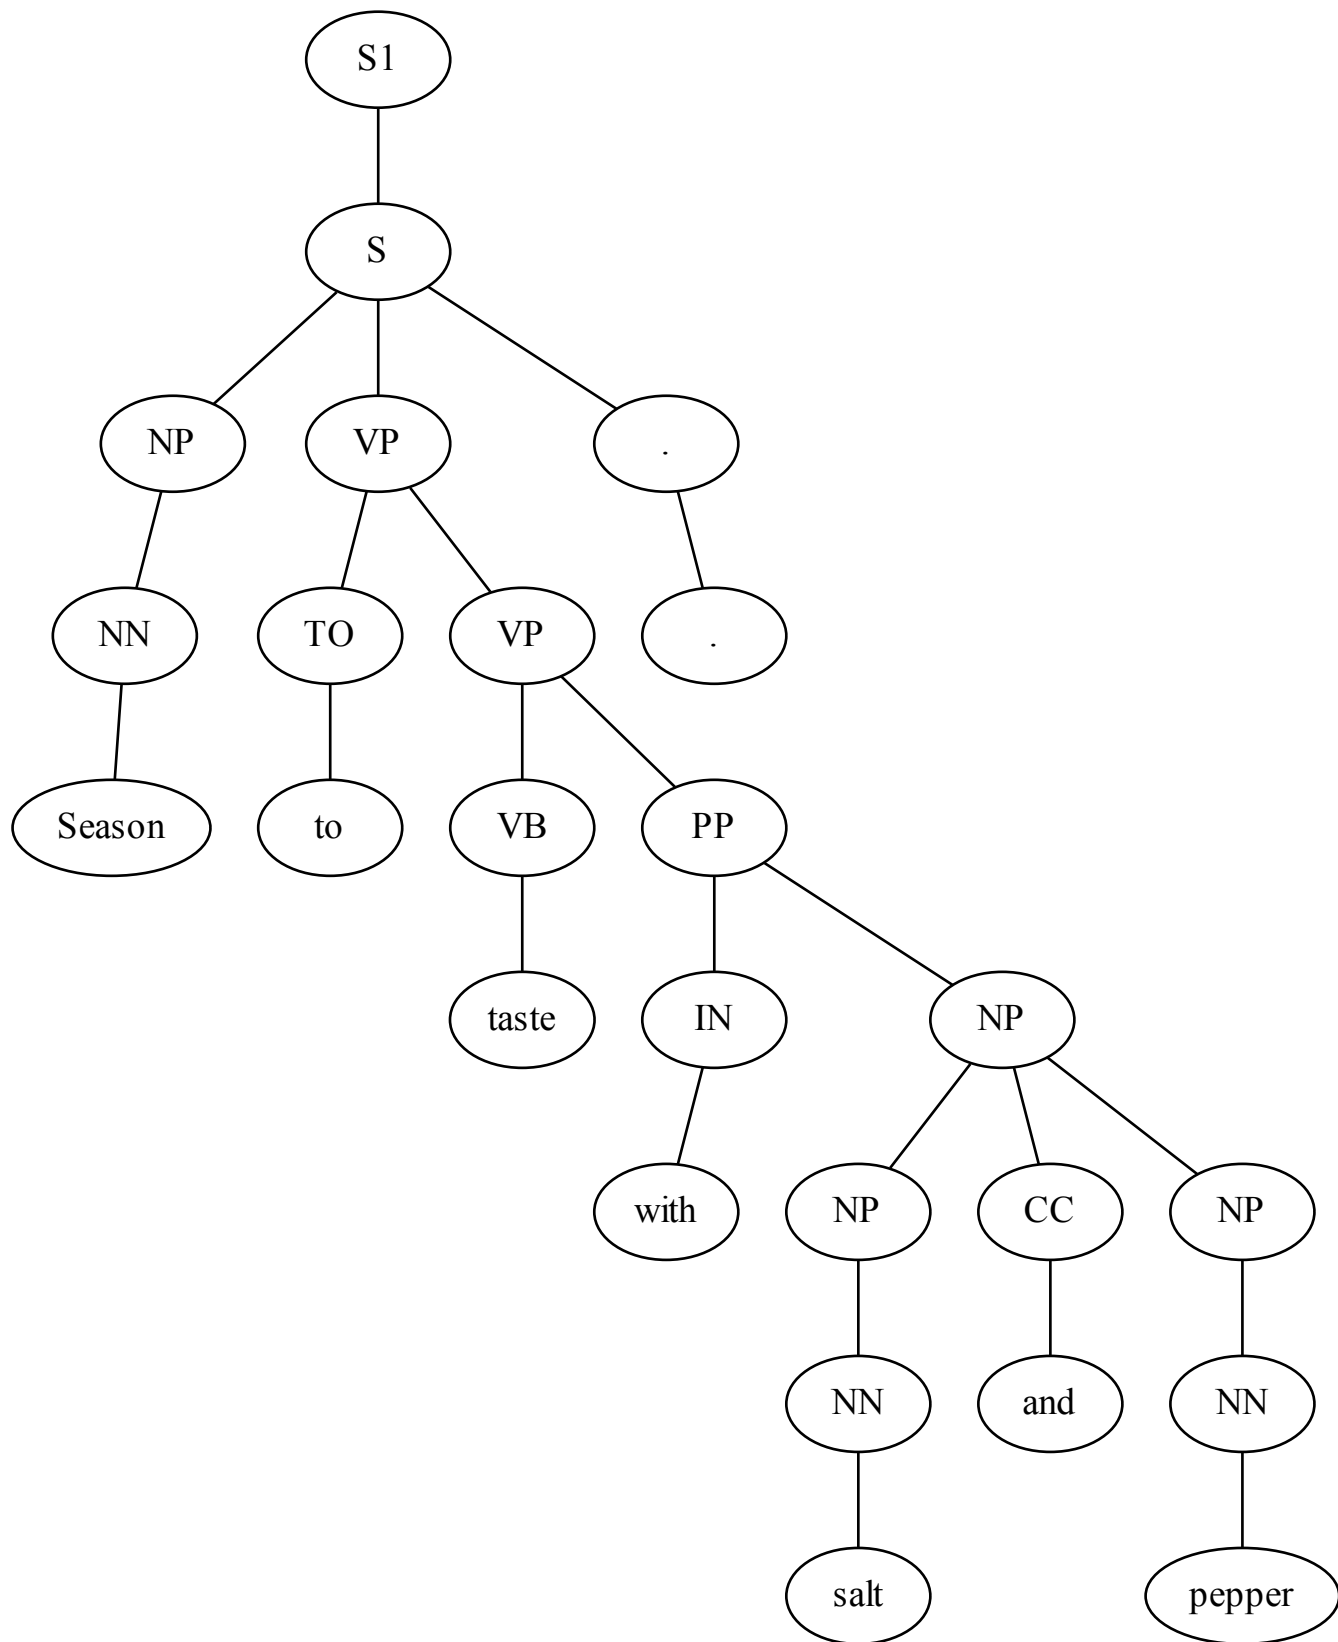 S1
S
NP VP .
NN TO VP .
Season to VB PP
taste IN NP
with NP CC NP
NN and NN
salt pepper